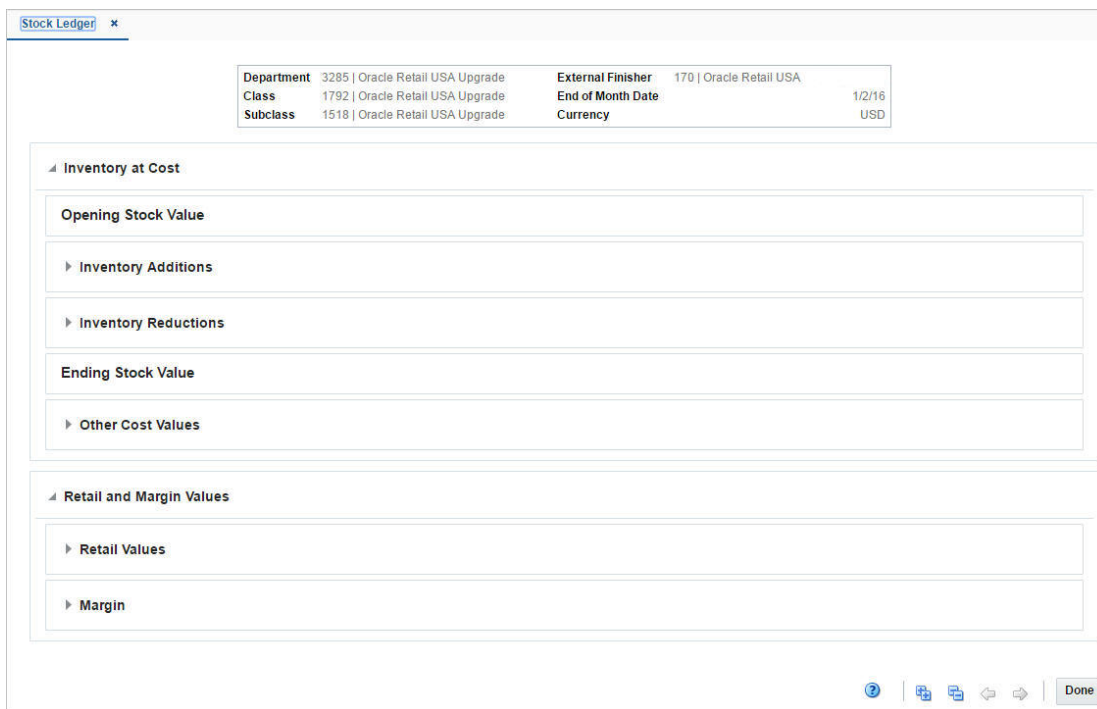 Stock Ledger
Department 3285 | Oracle Retail USA Upgrade External Finisher 170 | Oracle Retail USA
Class 1792 | Oracle Retail USA Upgrade End of Month Date 1/2/16
Subclass 1518 | Oracle Retail USA Upgrade Currency USD
Inventory at Cost
Opening Stock Value
Inventory Additions
Inventory Reductions
Ending Stock Value
Other Cost Values
Retail and Margin Values
Retail Values
Margin
Done